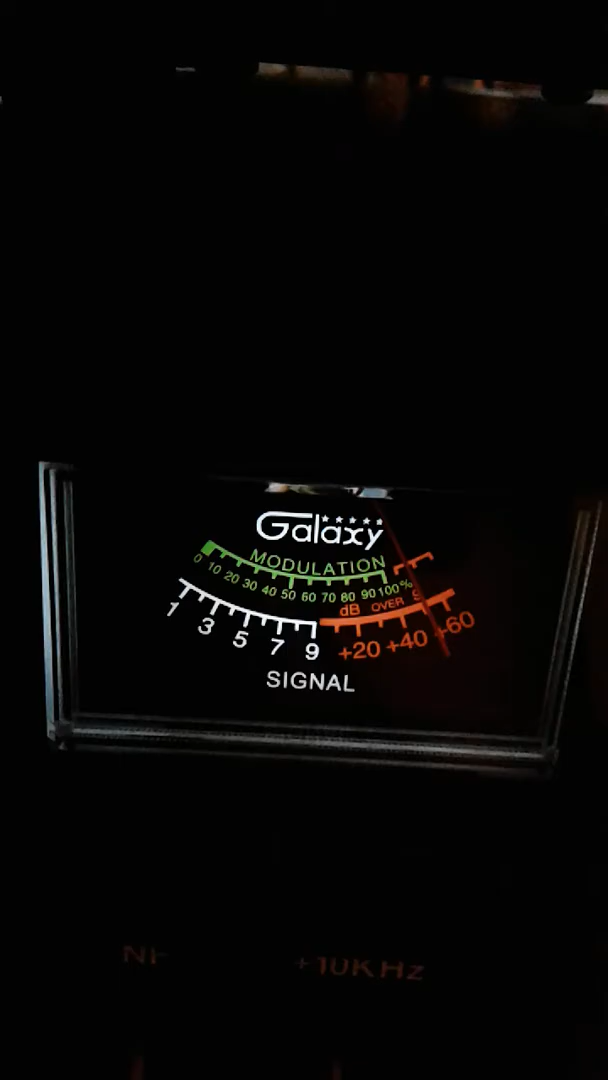 Galaxy
MODULATION
0 10 20 30 40 50 60 70 80 90 100%
dB OVER 9
1 3 5 7 9 +20 +40 +60
SIGNAL
+10KHz